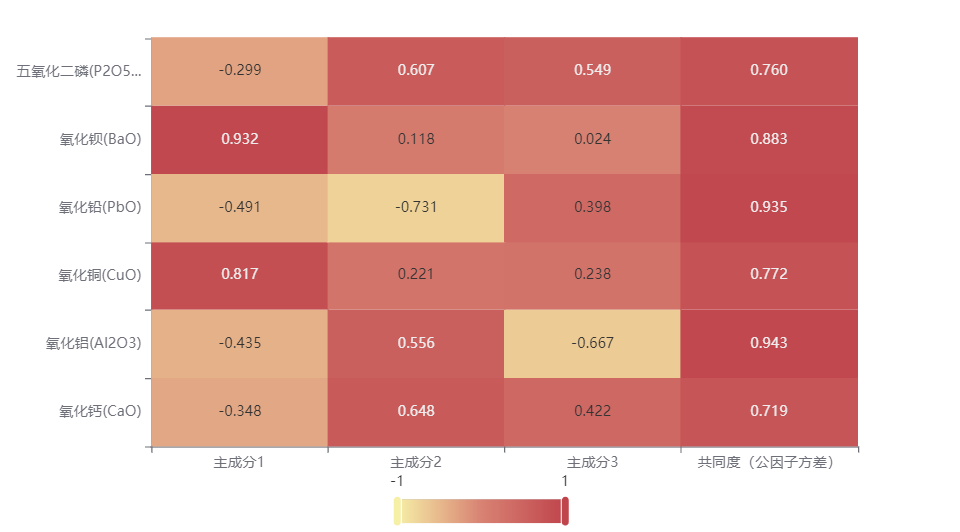 五氧化二磷(P2O5... -0.299 0.607 0.549 0.760
氧化钡(BaO) 0.932 0.118 0.024 0.883
氧化铅(PbO) -0.491 -0.731 0.398 0.935
氧化铜(CuO) 0.817 0.221 0.238 0.772
氧化铝(Al2O3) -0.435 0.556 -0.667 0.943
氧化钙(CaO) -0.348 0.648 0.422 0.719
主成分1 主成分2 主成分3 共同度（公因子方差）
-1 1